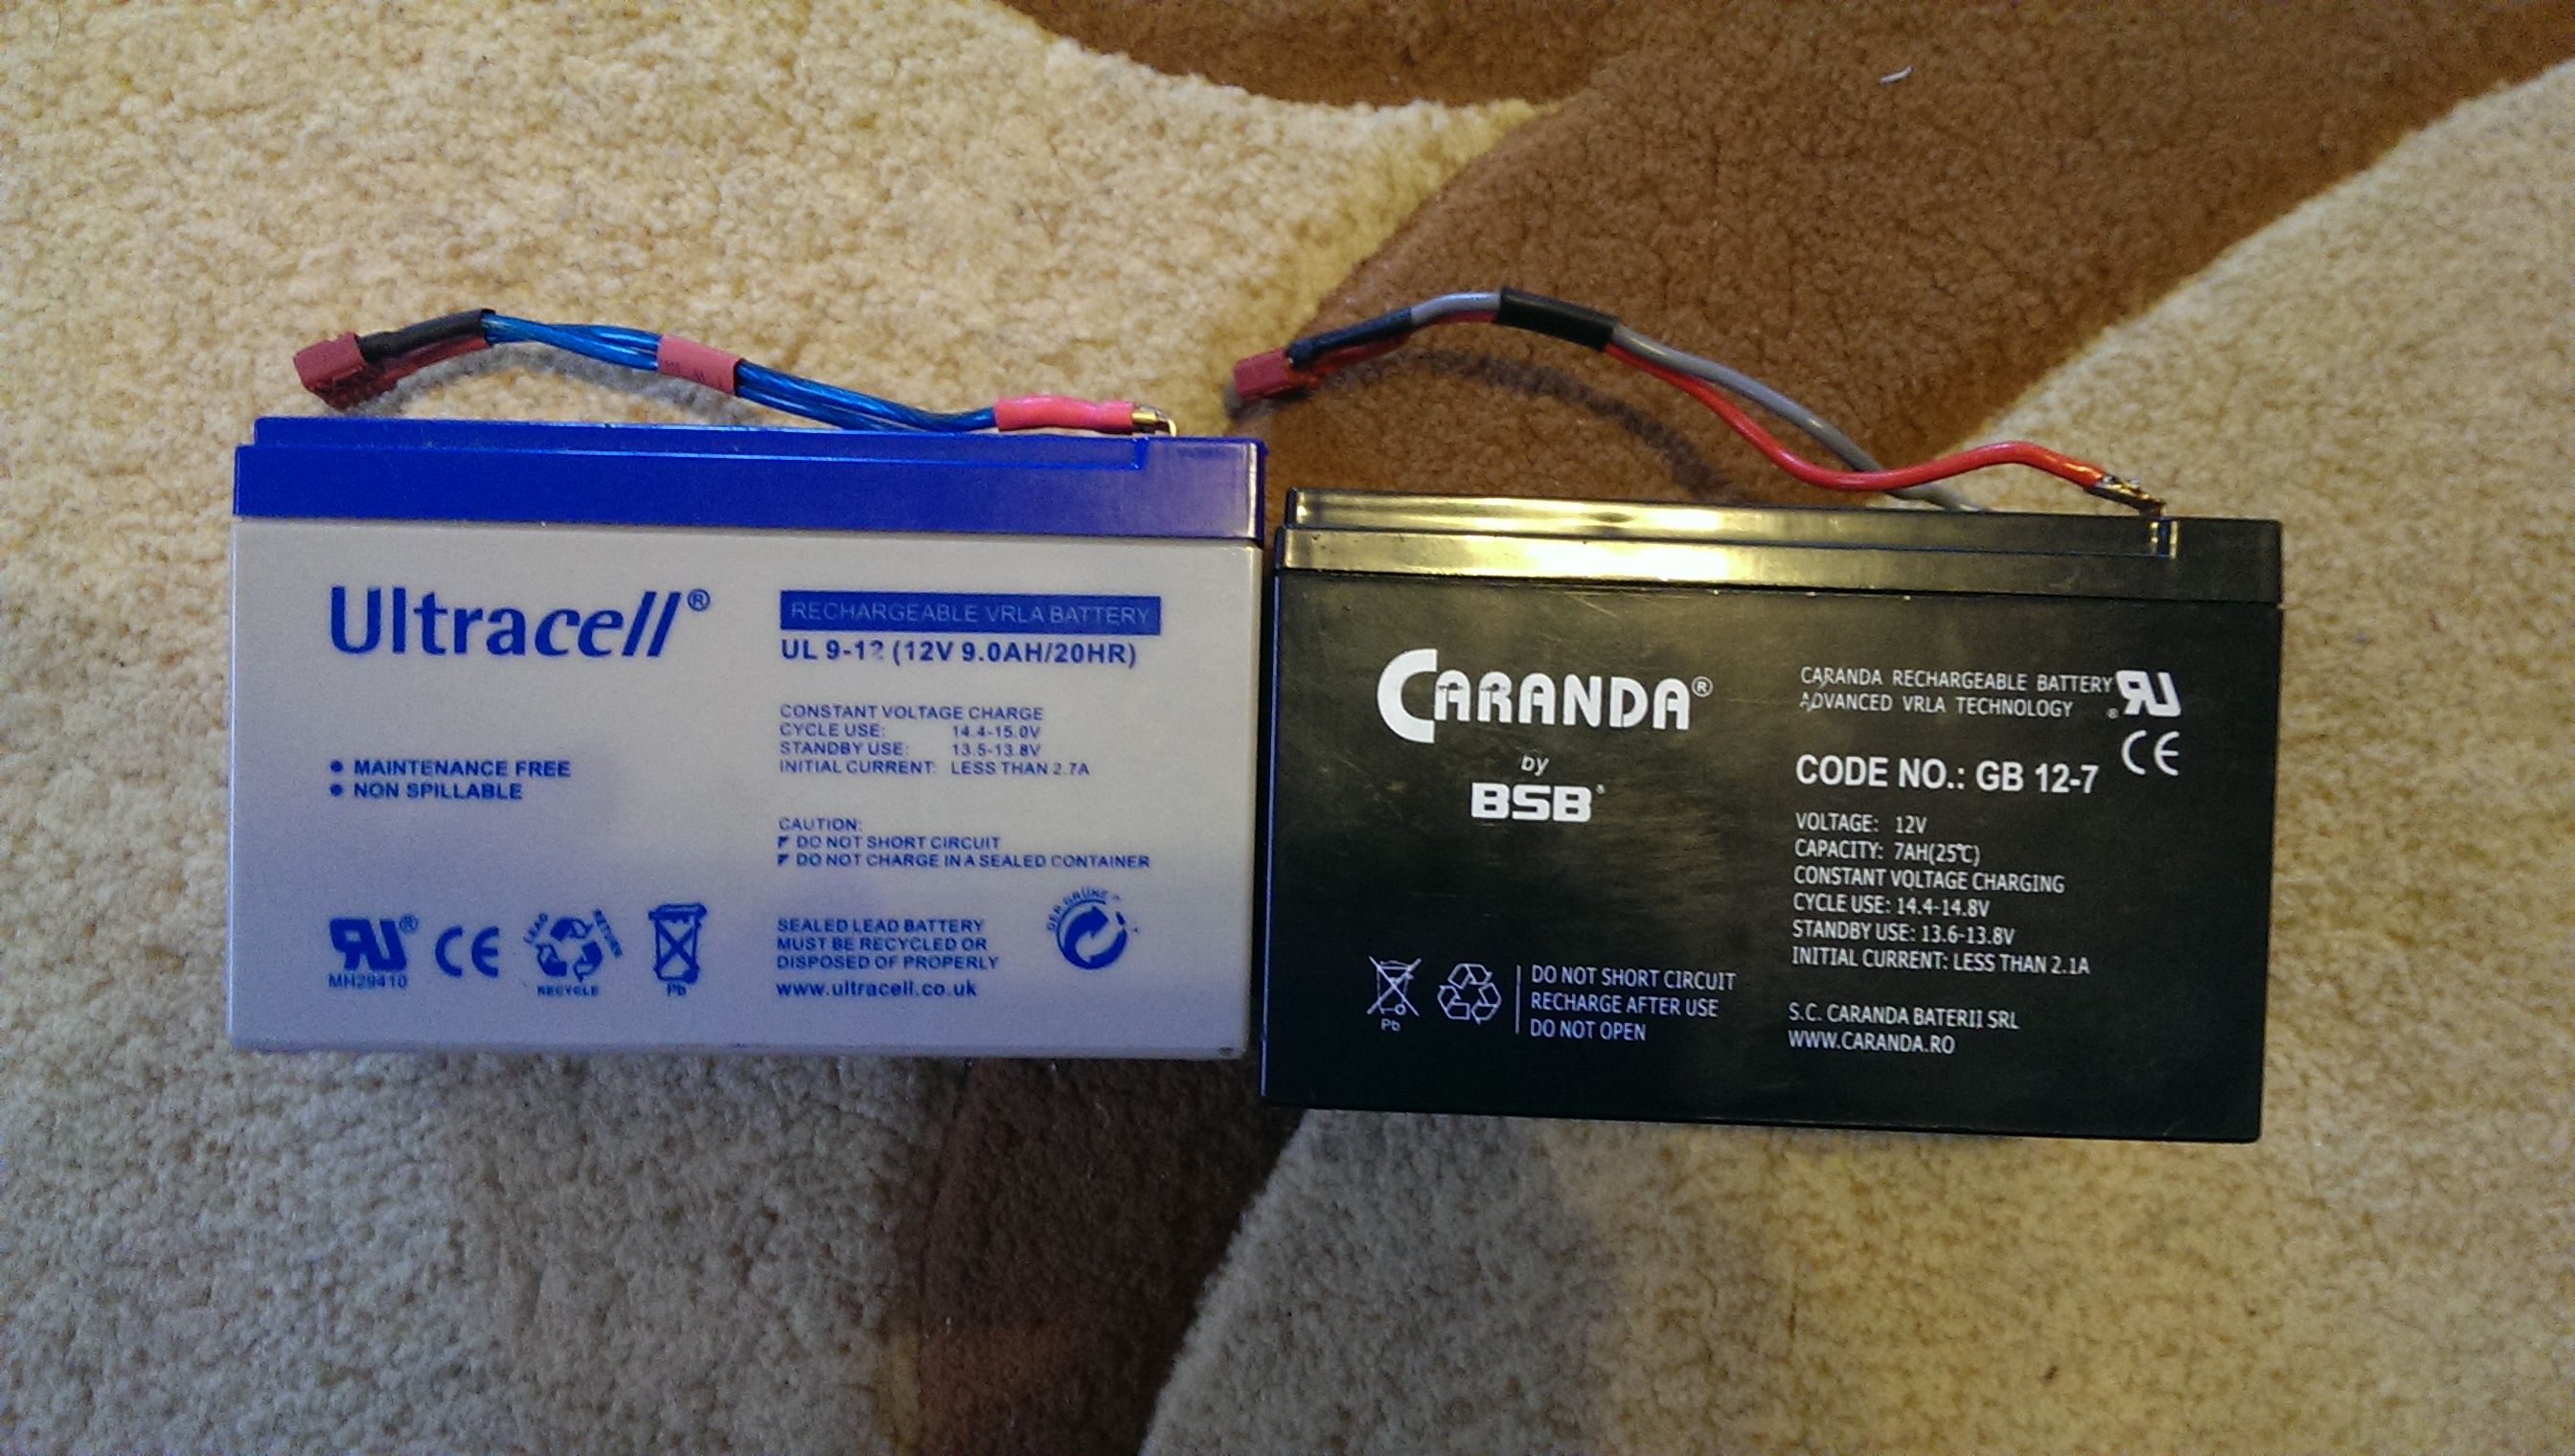 Ultracell®
RECHARGEABLE VRLA BATTERY
UL 9-12 (12V 9.0AH/20HR)
CONSTANT VOLTAGE CHARGE
CYCLE USE: 14.4-15.0V
STANDBY USE: 13.5-13.8V
INITIAL CURRENT: LESS THAN 2.7A
● MAINTENANCE FREE
● NON SPILLABLE
CAUTION:
DO NOT SHORT CIRCUIT
DO NOT CHARGE IN A SEALED CONTAINER
SEALED LEAD BATTERY
MUST BE RECYCLED OR
DISPOSED OF PROPERLY
www.ultracell.co.uk
®
MH29410
CE
LEAD RETURN
RECYCLE
Pb
DER GRÜNE
CARANDA®
by
BSB
CARANDA RECHARGEABLE BATTERY
ADVANCED VRLA TECHNOLOGY
CE
CODE NO.: GB 12-7
VOLTAGE: 12V
CAPACITY: 7AH(25℃)
CONSTANT VOLTAGE CHARGING
CYCLE USE: 14.4-14.8V
STANDBY USE: 13.6-13.8V
INITIAL CURRENT: LESS THAN 2.1A
S.C. CARANDA BATERII SRL
WWW.CARANDA.RO
Pb
DO NOT SHORT CIRCUIT
RECHARGE AFTER USE
DO NOT OPEN